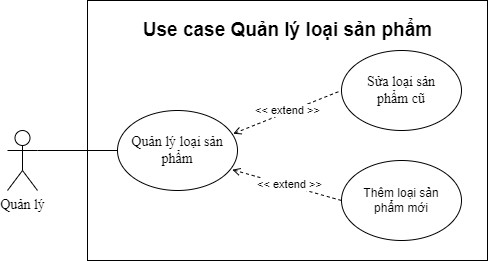 Use case Quản lý loại sản phẩm
Sửa loại sản
phẩm cũ
<< extend >>
Quản lý loại sản
phẩm
<< extend >>
Thêm loại sản
phẩm mới
Quản lý